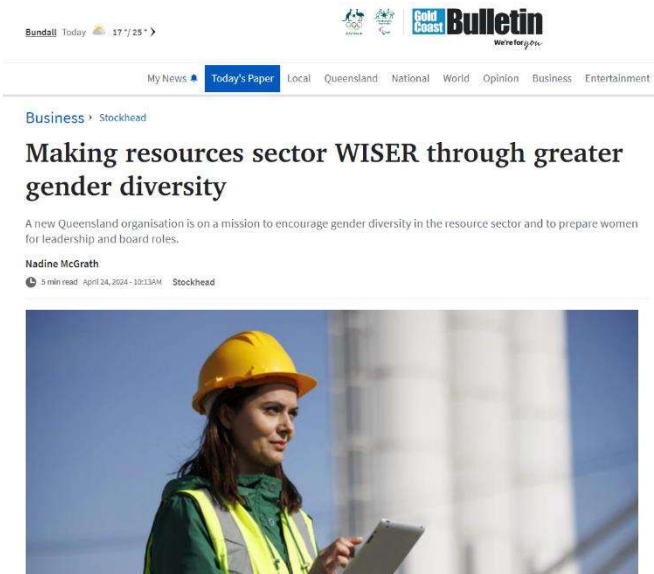 Bundall Today 17°/25°
Gold Coast Bulletin
We're for you
My News Today's Paper Local Queensland National World Opinion Business Entertainment
Business › Stockhead
Making resources sector WISER through greater
gender diversity
A new Queensland organisation is on a mission to encourage gender diversity in the resource sector and to prepare women
for leadership and board roles.
Nadine McGrath
5 min read April 24, 2024 - 10:13AM Stockhead